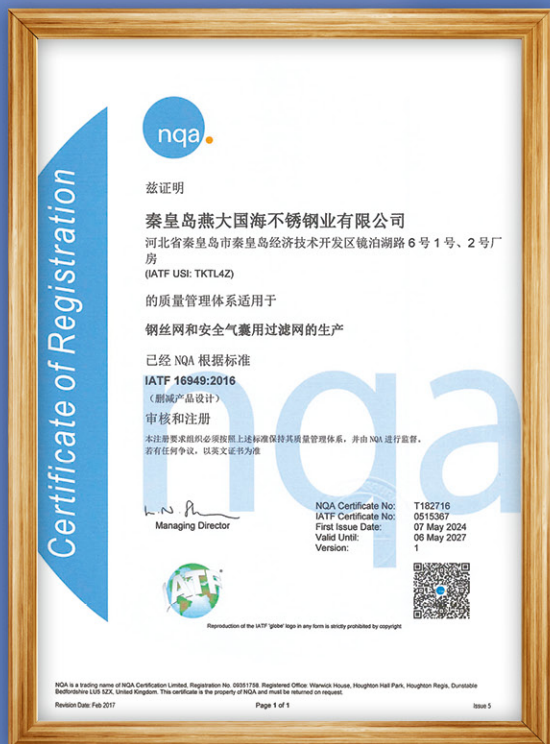 nqa.
Certificate of Registration
兹证明
秦皇岛燕大国海不锈钢业有限公司
河北省秦皇岛市秦皇岛经济技术开发区镜泊湖路 6 号 1 号、2 号厂
房
(IATF USI: TKTL4Z)
的质量管理体系适用于
钢丝网和安全气囊用过滤网的生产
已经 NQA 根据标准
IATF 16949:2016
（删减产品设计）
审核和注册
本注册要求组织必须按照上述标准保持其质量管理体系，并由 NQA 进行监督。
若有任何争议，以英文证书为准
nqa
Managing Director
NQA Certificate No: T182716
IATF Certificate No: 0515367
First Issue Date: 07 May 2024
Valid Until: 06 May 2027
Version: 1
IATF
Reproduction of the IATF 'globe' logo in any form is strictly prohibited by copyright
NQA is a trading name of NQA Certification Limited, Registration No. 09351758. Registered Office: Warwick House, Houghton Hall Park, Houghton Regis, Dunstable
Bedfordshire LU5 5ZX, United Kingdom. This certificate is the property of NQA and must be returned on request.
Revision Date: Feb 2017 Page 1 of 1 Issue 5